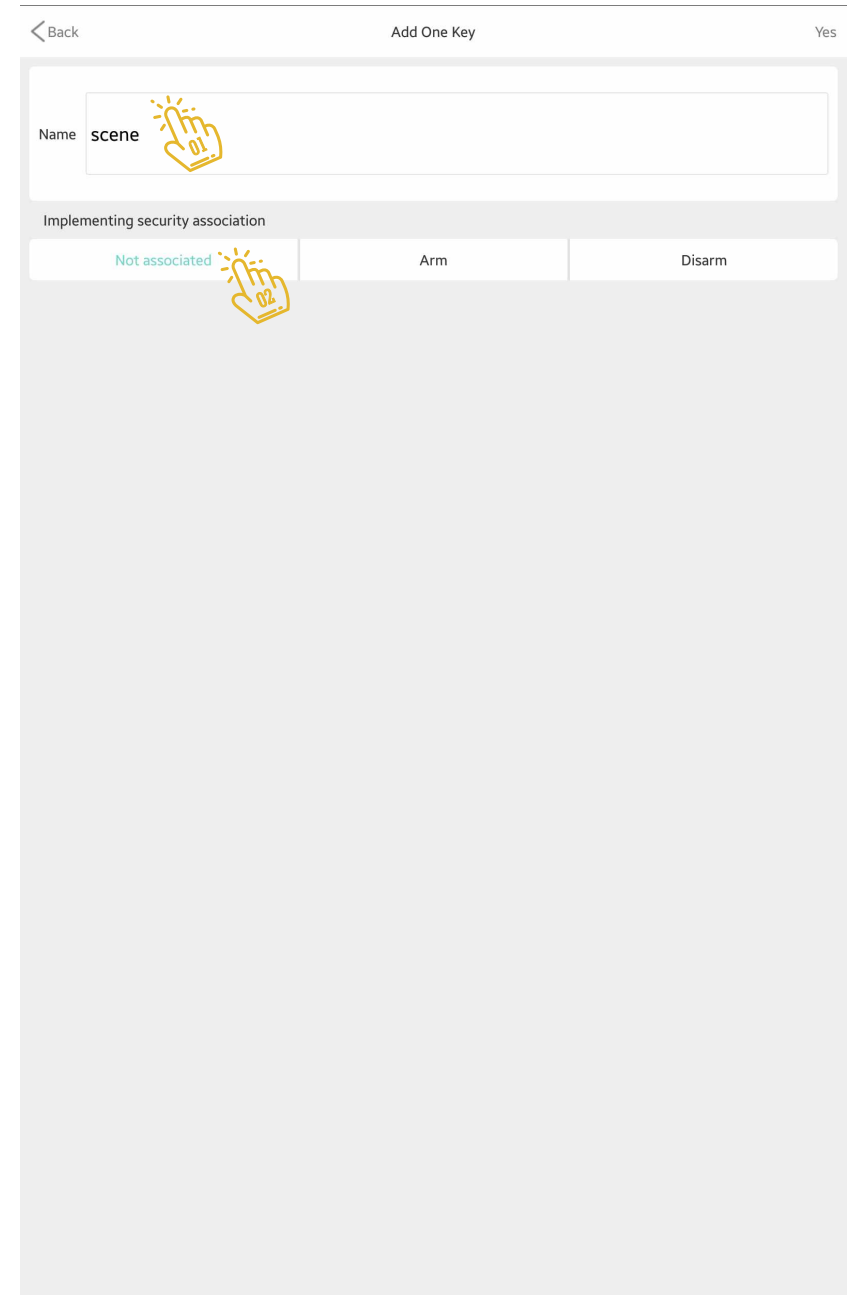 Back Add One Key Yes
Name scene
01
Implementing security association
Not associated Arm Disarm
02